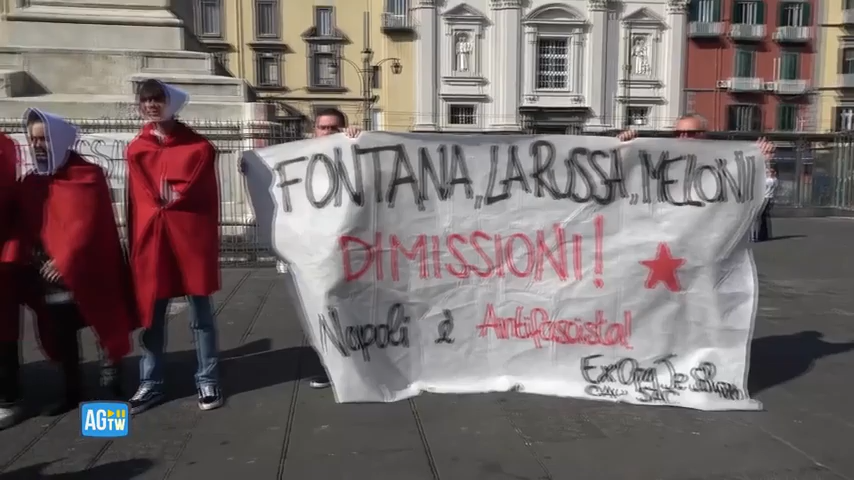 FONTANA, LA RUSSA, MELONI
DIMISSIONI!
Napoli è Antifascista!
Ex Opg Je so' Pazzo
AGTW